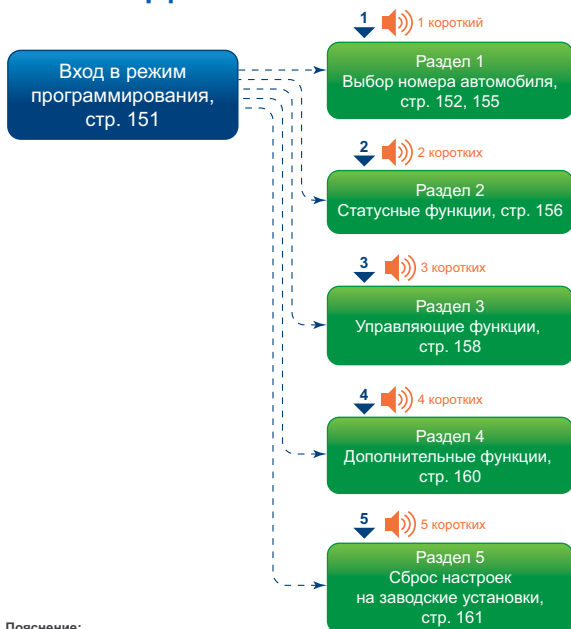 1 1 короткий
Вход в режим
программирования,
стр. 151
Раздел 1
Выбор номера автомобиля,
стр. 152, 155
2 2 коротких
Раздел 2
Статусные функции, стр. 156
3 3 коротких
Раздел 3
Управляющие функции,
стр. 158
4 4 коротких
Раздел 4
Дополнительные функции,
стр. 160
5 5 коротких
Раздел 5
Сброс настроек
на заводские установки,
стр. 161
Пояснение: